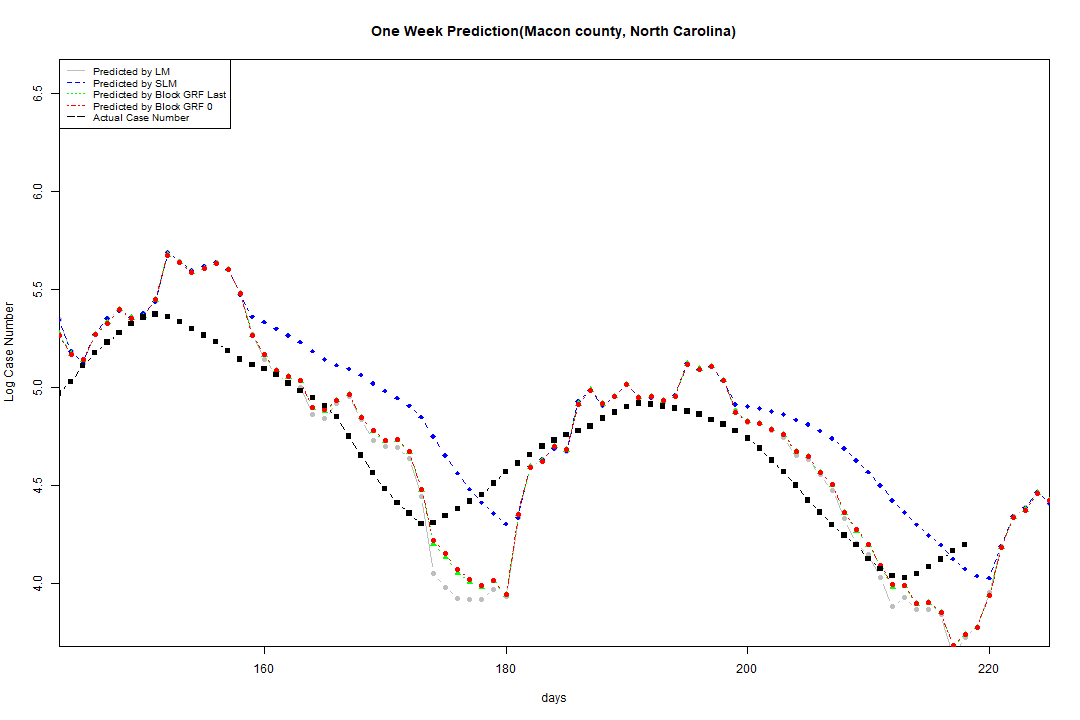 One Week Prediction(Macon county, North Carolina)
Predicted by LM
Predicted by SLM
Predicted by Block GRF Last
Predicted by Block GRF 0
Actual Case Number
Log Case Number
6.5
6.0
5.5
5.0
4.5
4.0
160 180 200 220
days